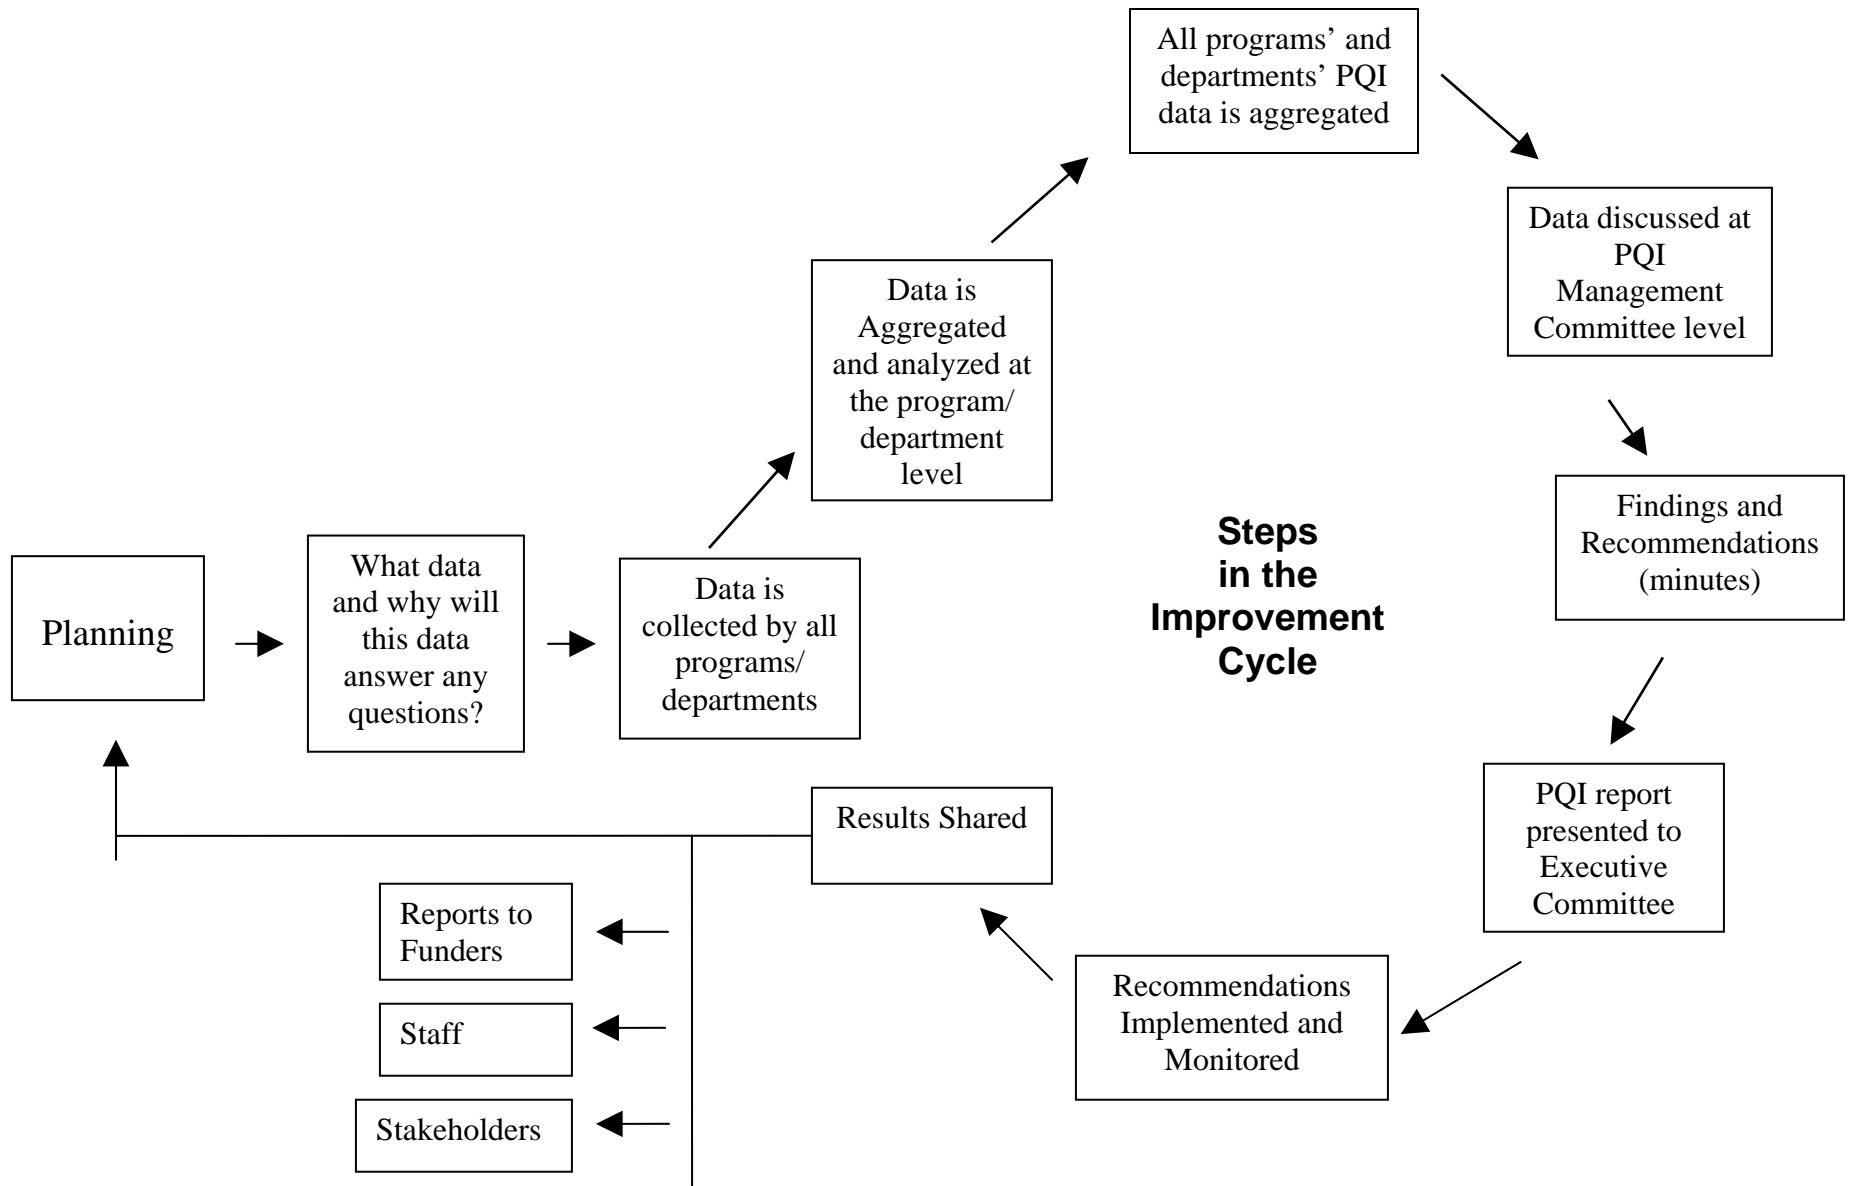 Planning
What data
and why will
this data
answer any
questions?
Data is
collected by all
programs/
departments
Data is
Aggregated
and analyzed at
the program/
department
level
All programs’ and
departments’ PQI
data is aggregated
Data discussed at
PQI
Management
Committee level
Findings and
Recommendations
(minutes)
PQI report
presented to
Executive
Committee
Recommendations
Implemented and
Monitored
Results Shared
Reports to
Funders
Staff
Stakeholders
Steps
in the
Improvement
Cycle